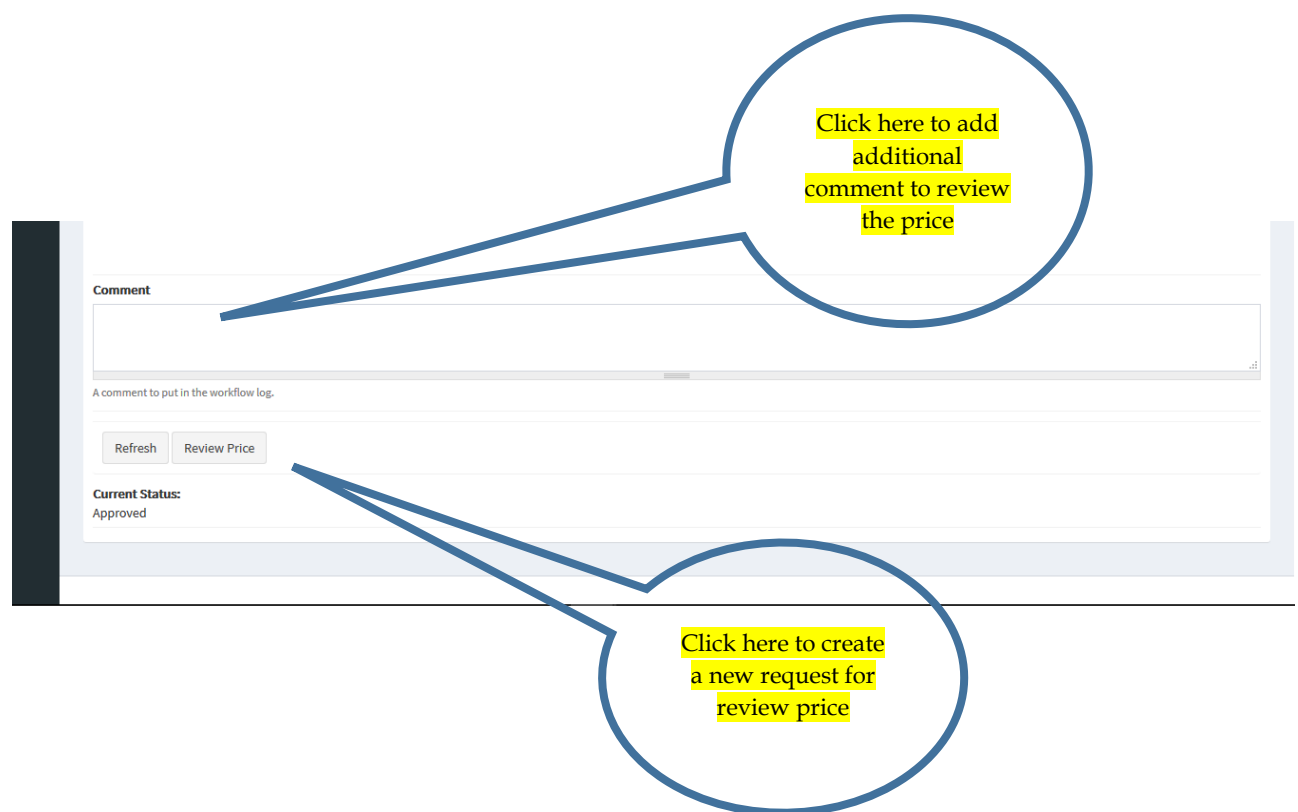 Click here to add
additional
comment to review
the price
Comment
A comment to put in the workflow log.
Refresh
Review Price
Current Status:
Approved
Click here to create
a new request for
review price